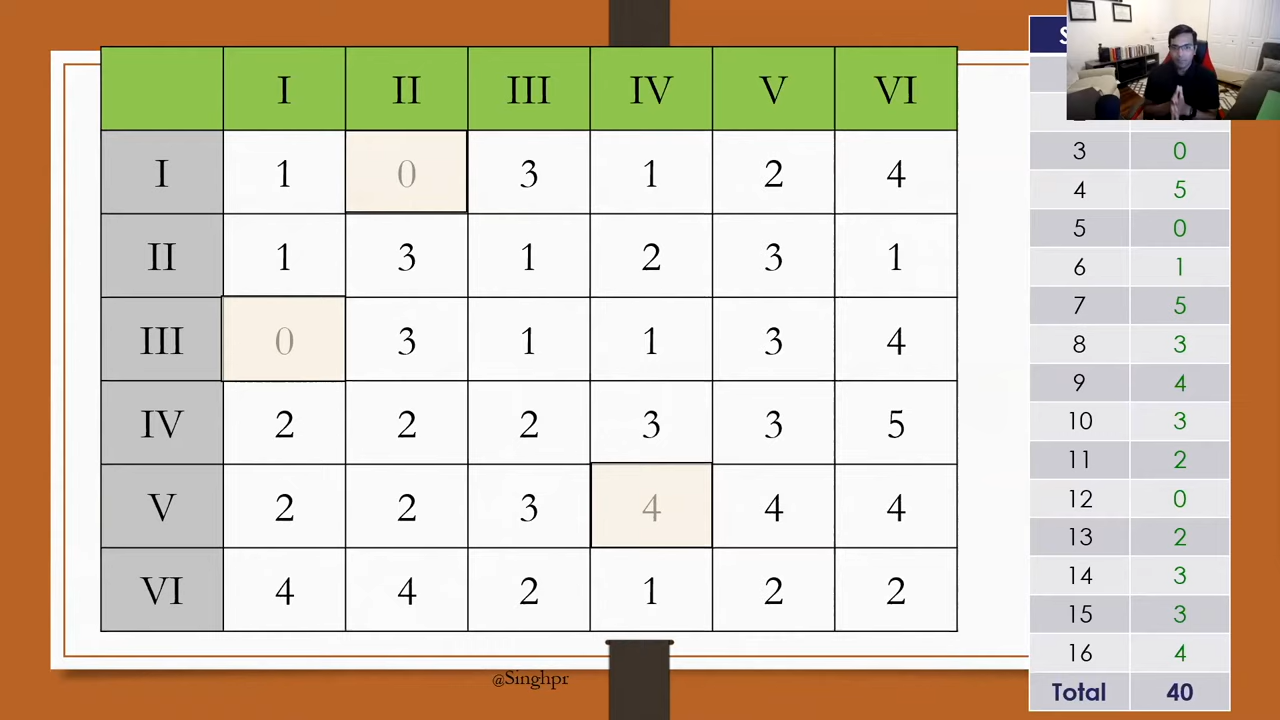 I II III IV V VI
I 1 0 3 1 2 4
II 1 3 1 2 3 1
III 0 3 1 1 3 4
IV 2 2 2 3 3 5
V 2 2 3 4 4 4
VI 4 4 2 1 2 2
@Singhpr
3 0
4 5
5 0
6 1
7 5
8 3
9 4
10 3
11 2
12 0
13 2
14 3
15 3
16 4
Total 40